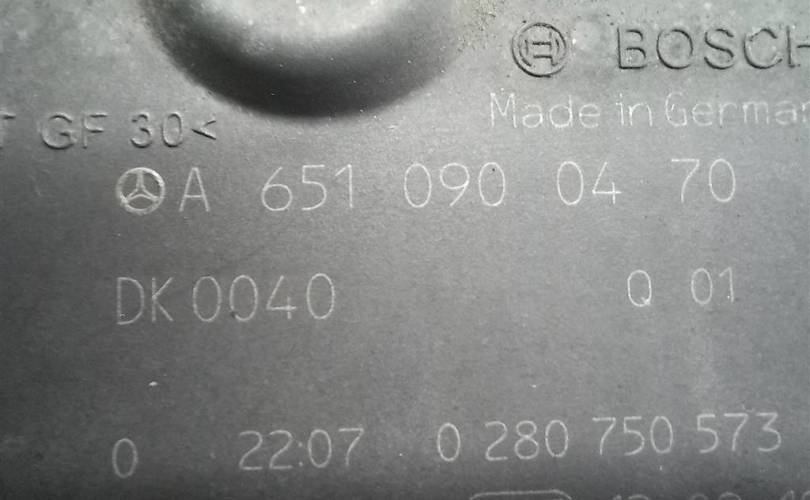 BOSCH
Made in German
T GF 30<
A 651 090 04 70
DK 0040 Q 01
0 22:07 0 280 750 573